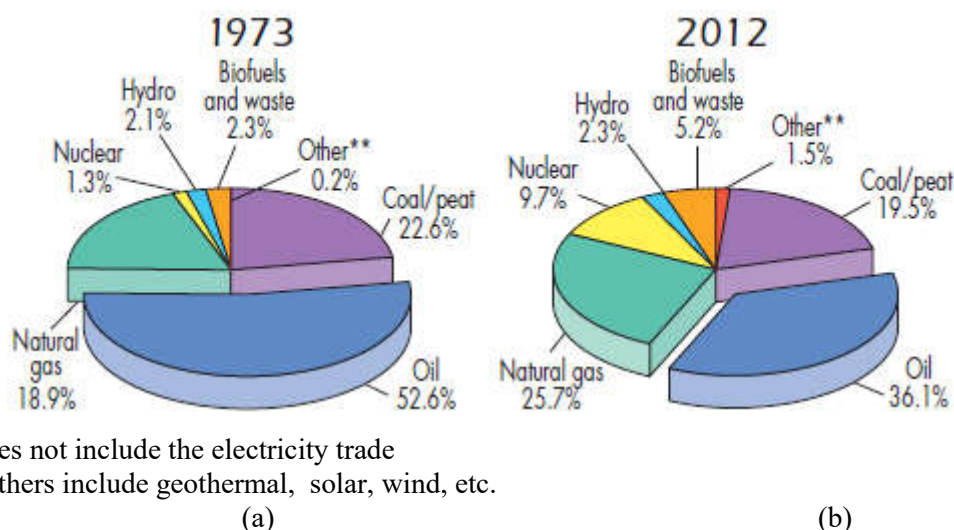 1973
Biofuels
and waste
2.3%
Hydro
2.1%
Other**
0.2%
Nuclear
1.3%
Coal/peat
22.6%
Natural
gas
18.9%
Oil
52.6%
2012
Biofuels
and waste
5.2%
Hydro
2.3%
Other**
1.5%
Nuclear
9.7%
Coal/peat
19.5%
Natural gas
25.7%
Oil
36.1%
es not include the electricity trade
thers include geothermal, solar, wind, etc.
(a) (b)